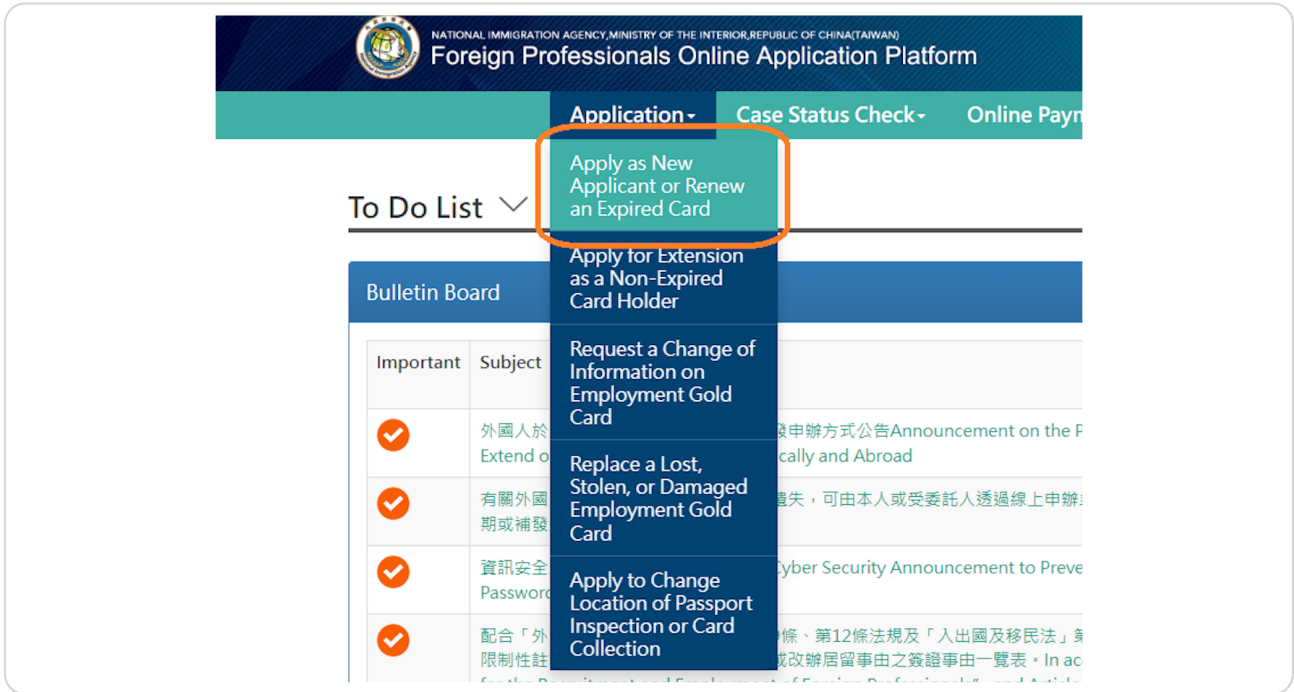 NATIONAL IMMIGRATION AGENCY,MINISTRY OF THE INTERIOR,REPUBLIC OF CHINA(TAIWAN)
Foreign Professionals Online Application Platform
Application
Case Status Check
Online
Apply as New
Applicant or Renew
an Expired Card
To Do List
Apply for Extension
as a Non-Expired
Card Holder
Bulletin Board
Request a Change of
Information on
Employment Gold
Card
Important
Subject
Replace a Lost,
Stolen, or Damaged
Employment Gold
Card
Apply to Change
Location of Passport
Inspection or Card
Collection
外國人於 發申辦方式公告Announcement on the
Extend cally and Abroad
有關外國 遺失,可由本人或受委託人透過線上申辦
期或補發
資訊安全 Cyber Security Announcement to
配合「外 條、第12條法規及「入出國及移民法」
限制性註 或改辦居留事由之簽證事由一覽表。In